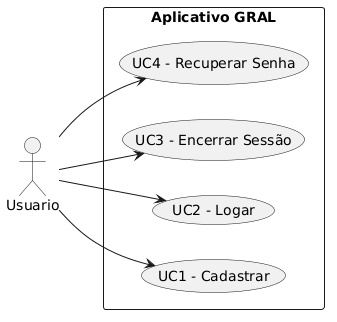 Aplicativo GRAL
UC4 - Recuperar Senha
UC3 - Encerrar Sessão
Usuario
UC2 - Logar
UC1 - Cadastrar